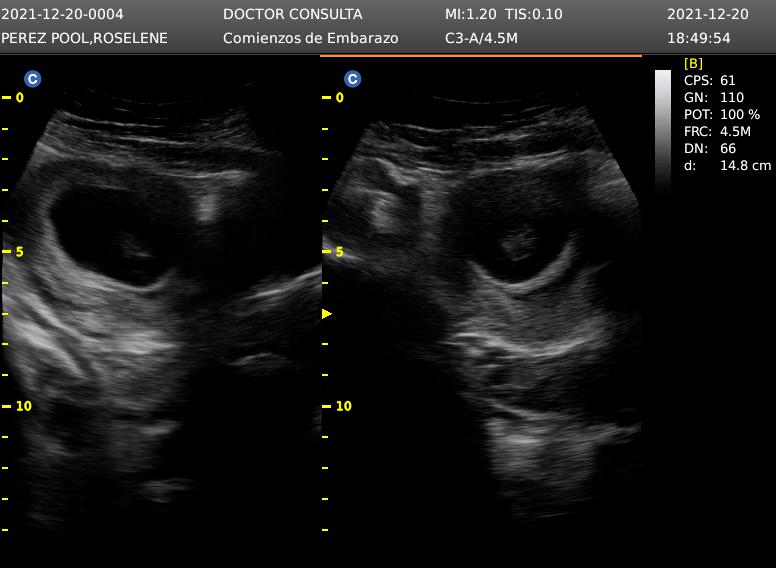 2021-12-20-0004 DOCTOR CONSULTA MI:1.20 TIS:0.10 2021-12-20
PEREZ POOL,ROSELENE Comienzos de Embarazo C3-A/4.5M 18:49:54
[B]
CPS: 61
GN: 110
POT: 100 %
FRC: 4.5M
DN: 66
d: 14.8 cm
C C
0 0
5 5
10 10